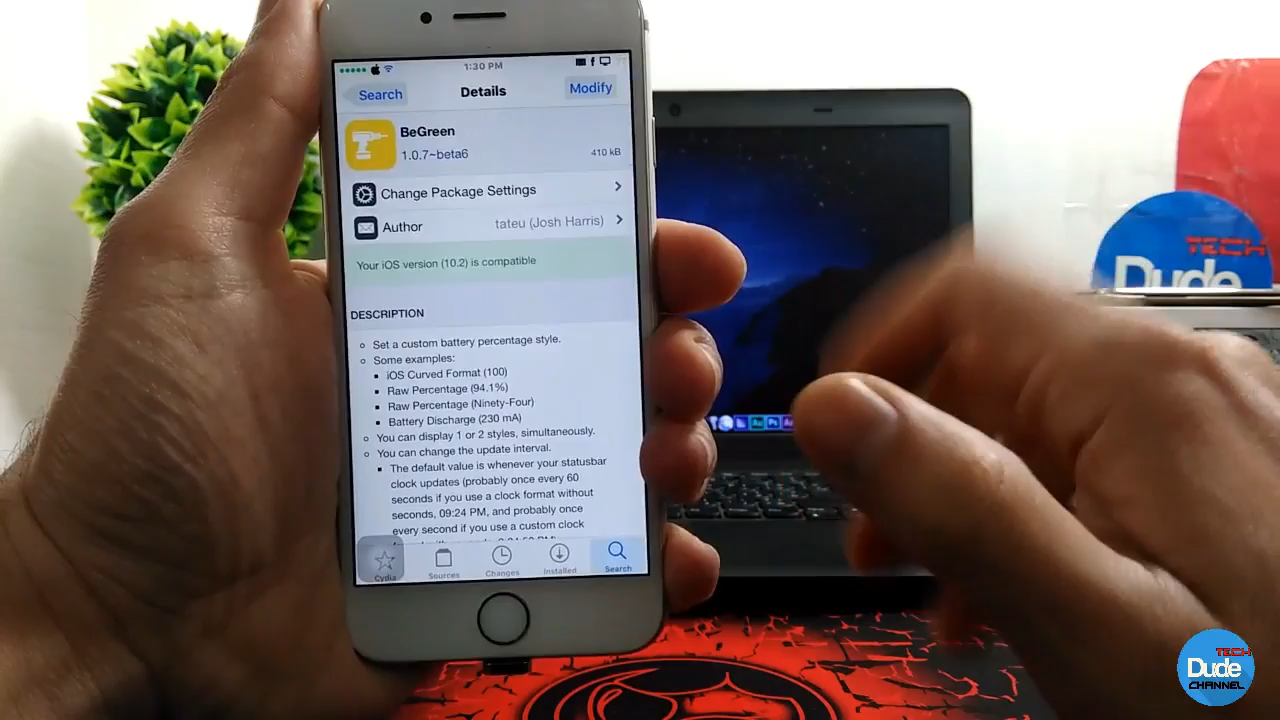 1:30 PM
Search
Details
Modify
BeGreen
1.0.7~beta6
410 kB
Change Package Settings
Author
tateu (Josh Harris)
Your iOS version (10.2) is compatible
DESCRIPTION
Set a custom battery percentage style.
Some examples:
iOS Curved Format (100)
Raw Percentage (94.1%)
Raw Percentage (Ninety-Four)
Battery Discharge (230 mA)
You can display 1 or 2 styles, simultaneously.
You can change the update interval.
The default value is whenever your statusbar
clock updates (probably once every 60
seconds if you use a clock format without
seconds, 09:24 PM, and probably once
every second if you use a custom clock
Cydia
Sources
Changes
Installed
Search
Au
Ps
TECH
Dude
TECH
Dude
CHANNEL